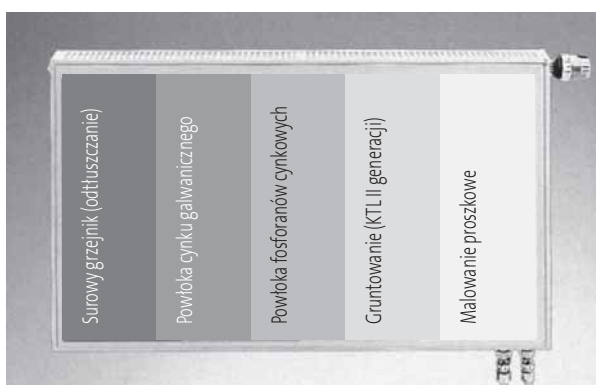 Surowy grzejnik (odtłuszczanie)
Powłoka cynku galwanicznego
Powłoka fosforanów cynkowych
Gruntowanie (KTL II generacji)
Malowanie proszkowe